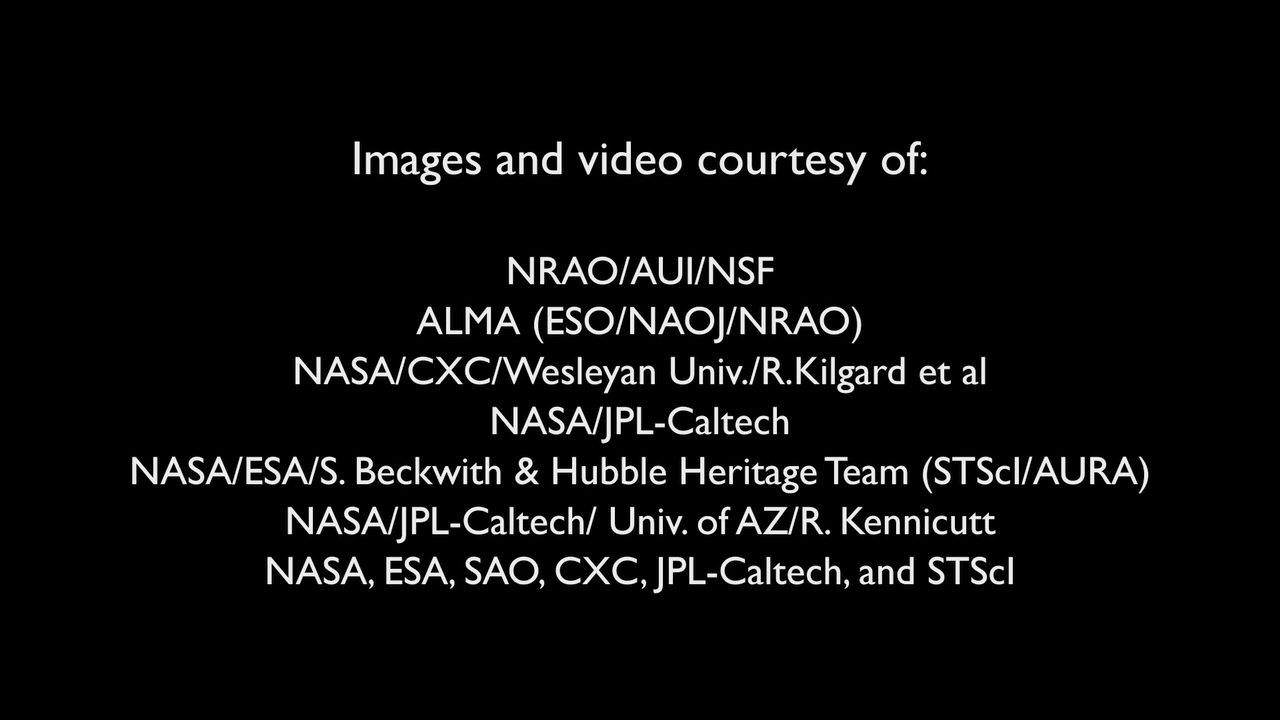 Images and video courtesy of:
NRAO/AUI/NSF
ALMA (ESO/NAOJ/NRAO)
NASA/CXC/Wesleyan Univ./R.Kilgard et al
NASA/JPL-Caltech
NASA/ESA/S. Beckwith & Hubble Heritage Team (STScI/AURA)
NASA/JPL-Caltech/ Univ. of AZ/R. Kennicutt
NASA, ESA, SAO, CXC, JPL-Caltech, and STScI